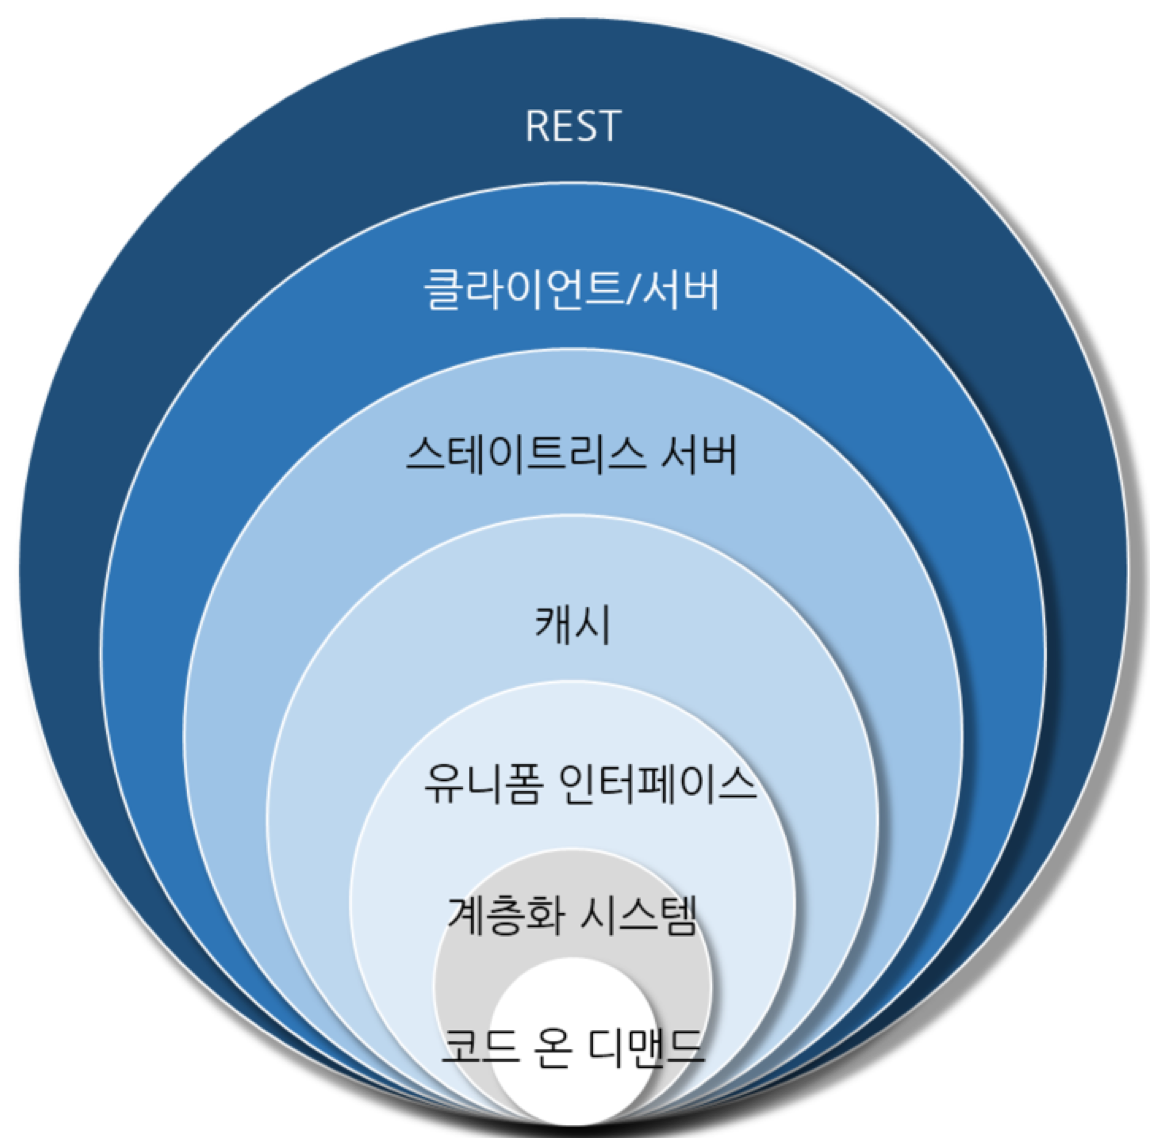 REST
클라이언트/서버
스테이트리스 서버
캐시
유니폼 인터페이스
계층화 시스템
코드 온 디맨드